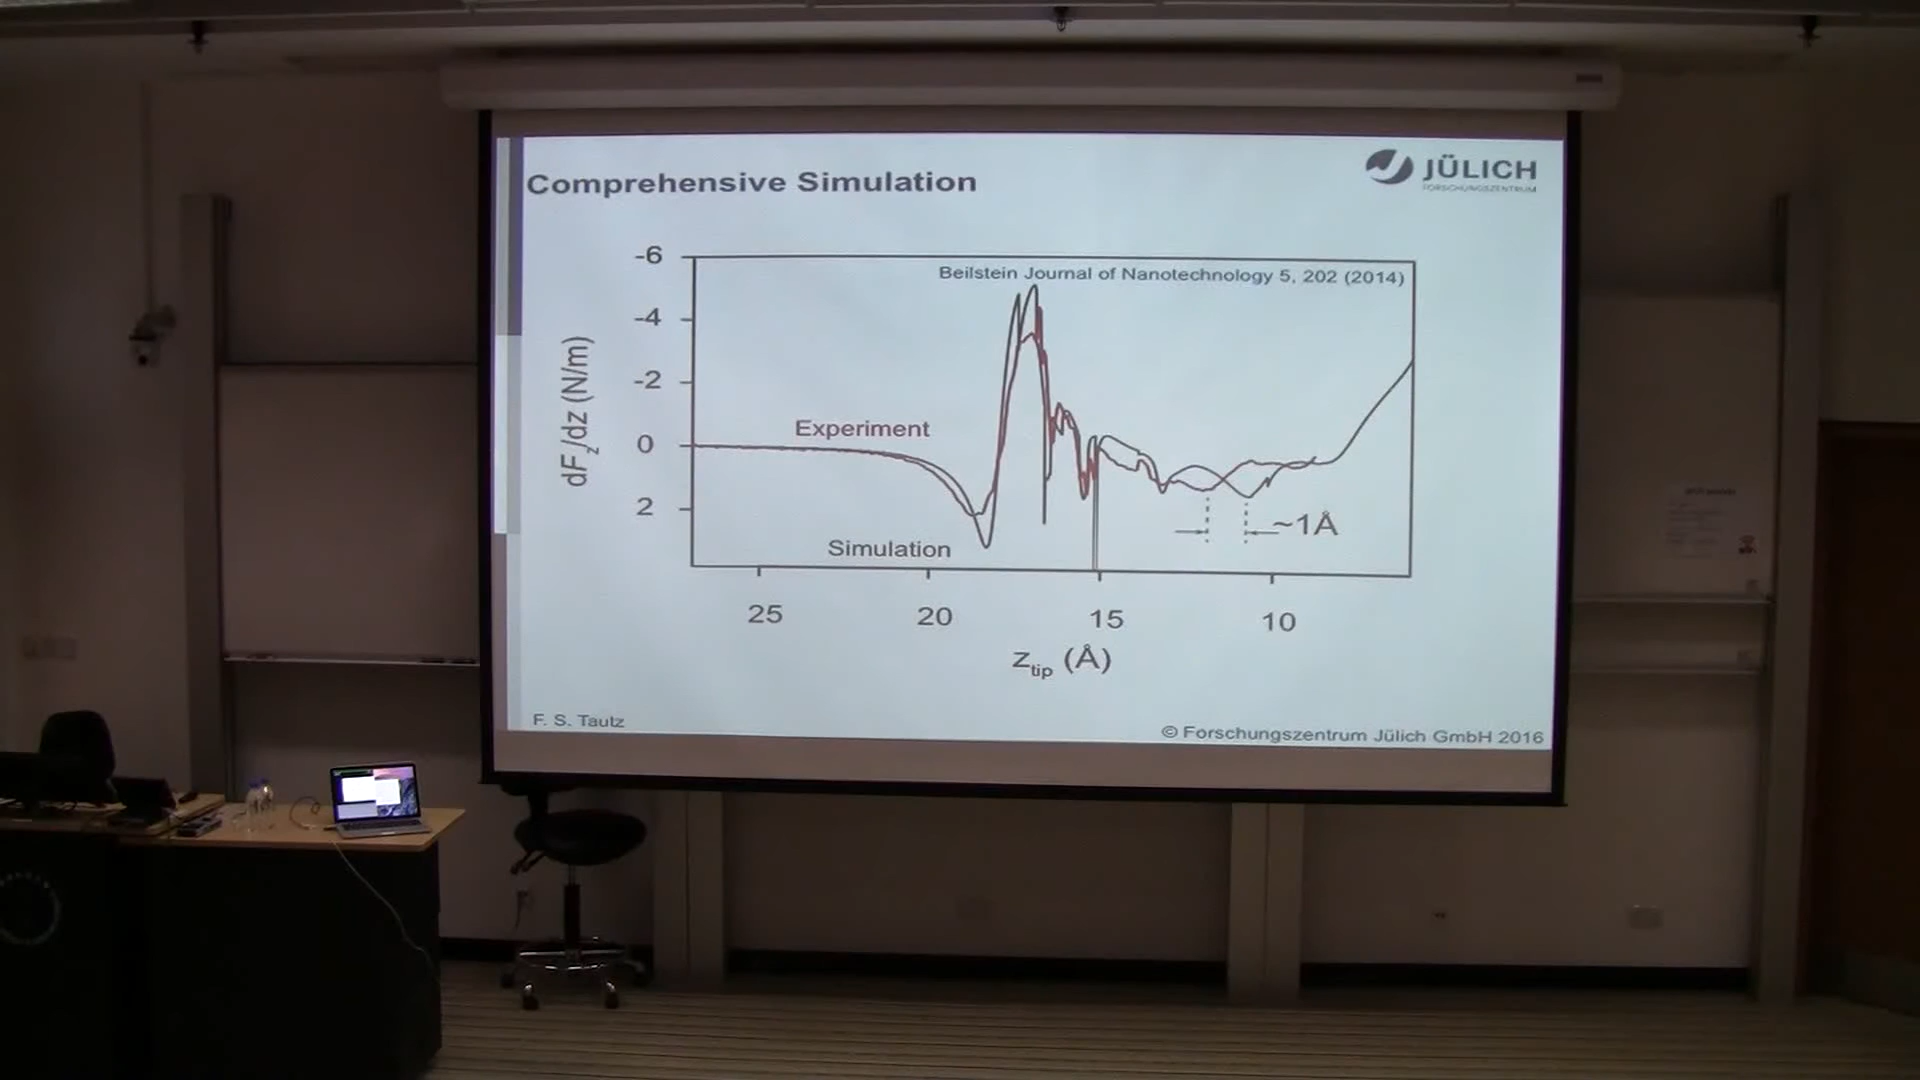 Comprehensive Simulation
JÜLICH
FORSCHUNGSZENTRUM
-6
-4
-2
0
2
dFz/dz (N/m)
Beilstein Journal of Nanotechnology 5, 202 (2014)
Experiment
Simulation
~1Å
25 20 15 10
ztip (Å)
F. S. Tautz
© Forschungszentrum Jülich GmbH 2016